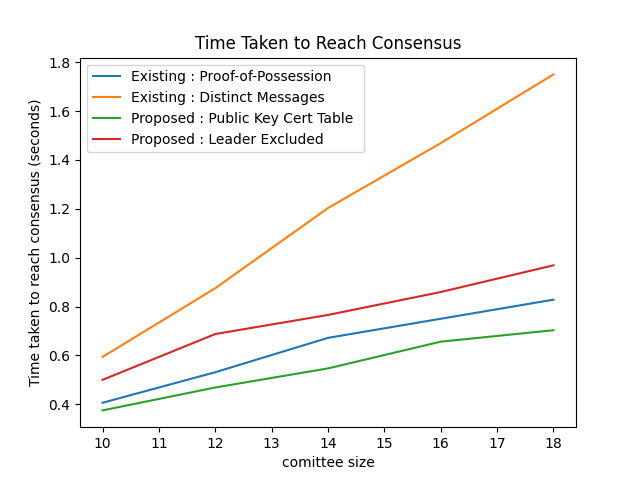 Time Taken to Reach Consensus
Time taken to reach consensus (seconds)
1.8
1.6
1.4
1.2
1.0
0.8
0.6
0.4
Existing : Proof-of-Possession
Existing : Distinct Messages
Proposed : Public Key Cert Table
Proposed : Leader Excluded
10 11 12 13 14 15 16 17 18
comittee size